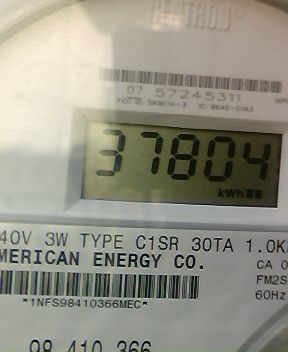 CENTRON®
07 57245311
37804
kWh
40V 3W TYPE C1SR 30TA 1.0K
MERICAN ENERGY CO.
CA 0
FM2S
60Hz
*1NFS98410366MEC*
98 410 366